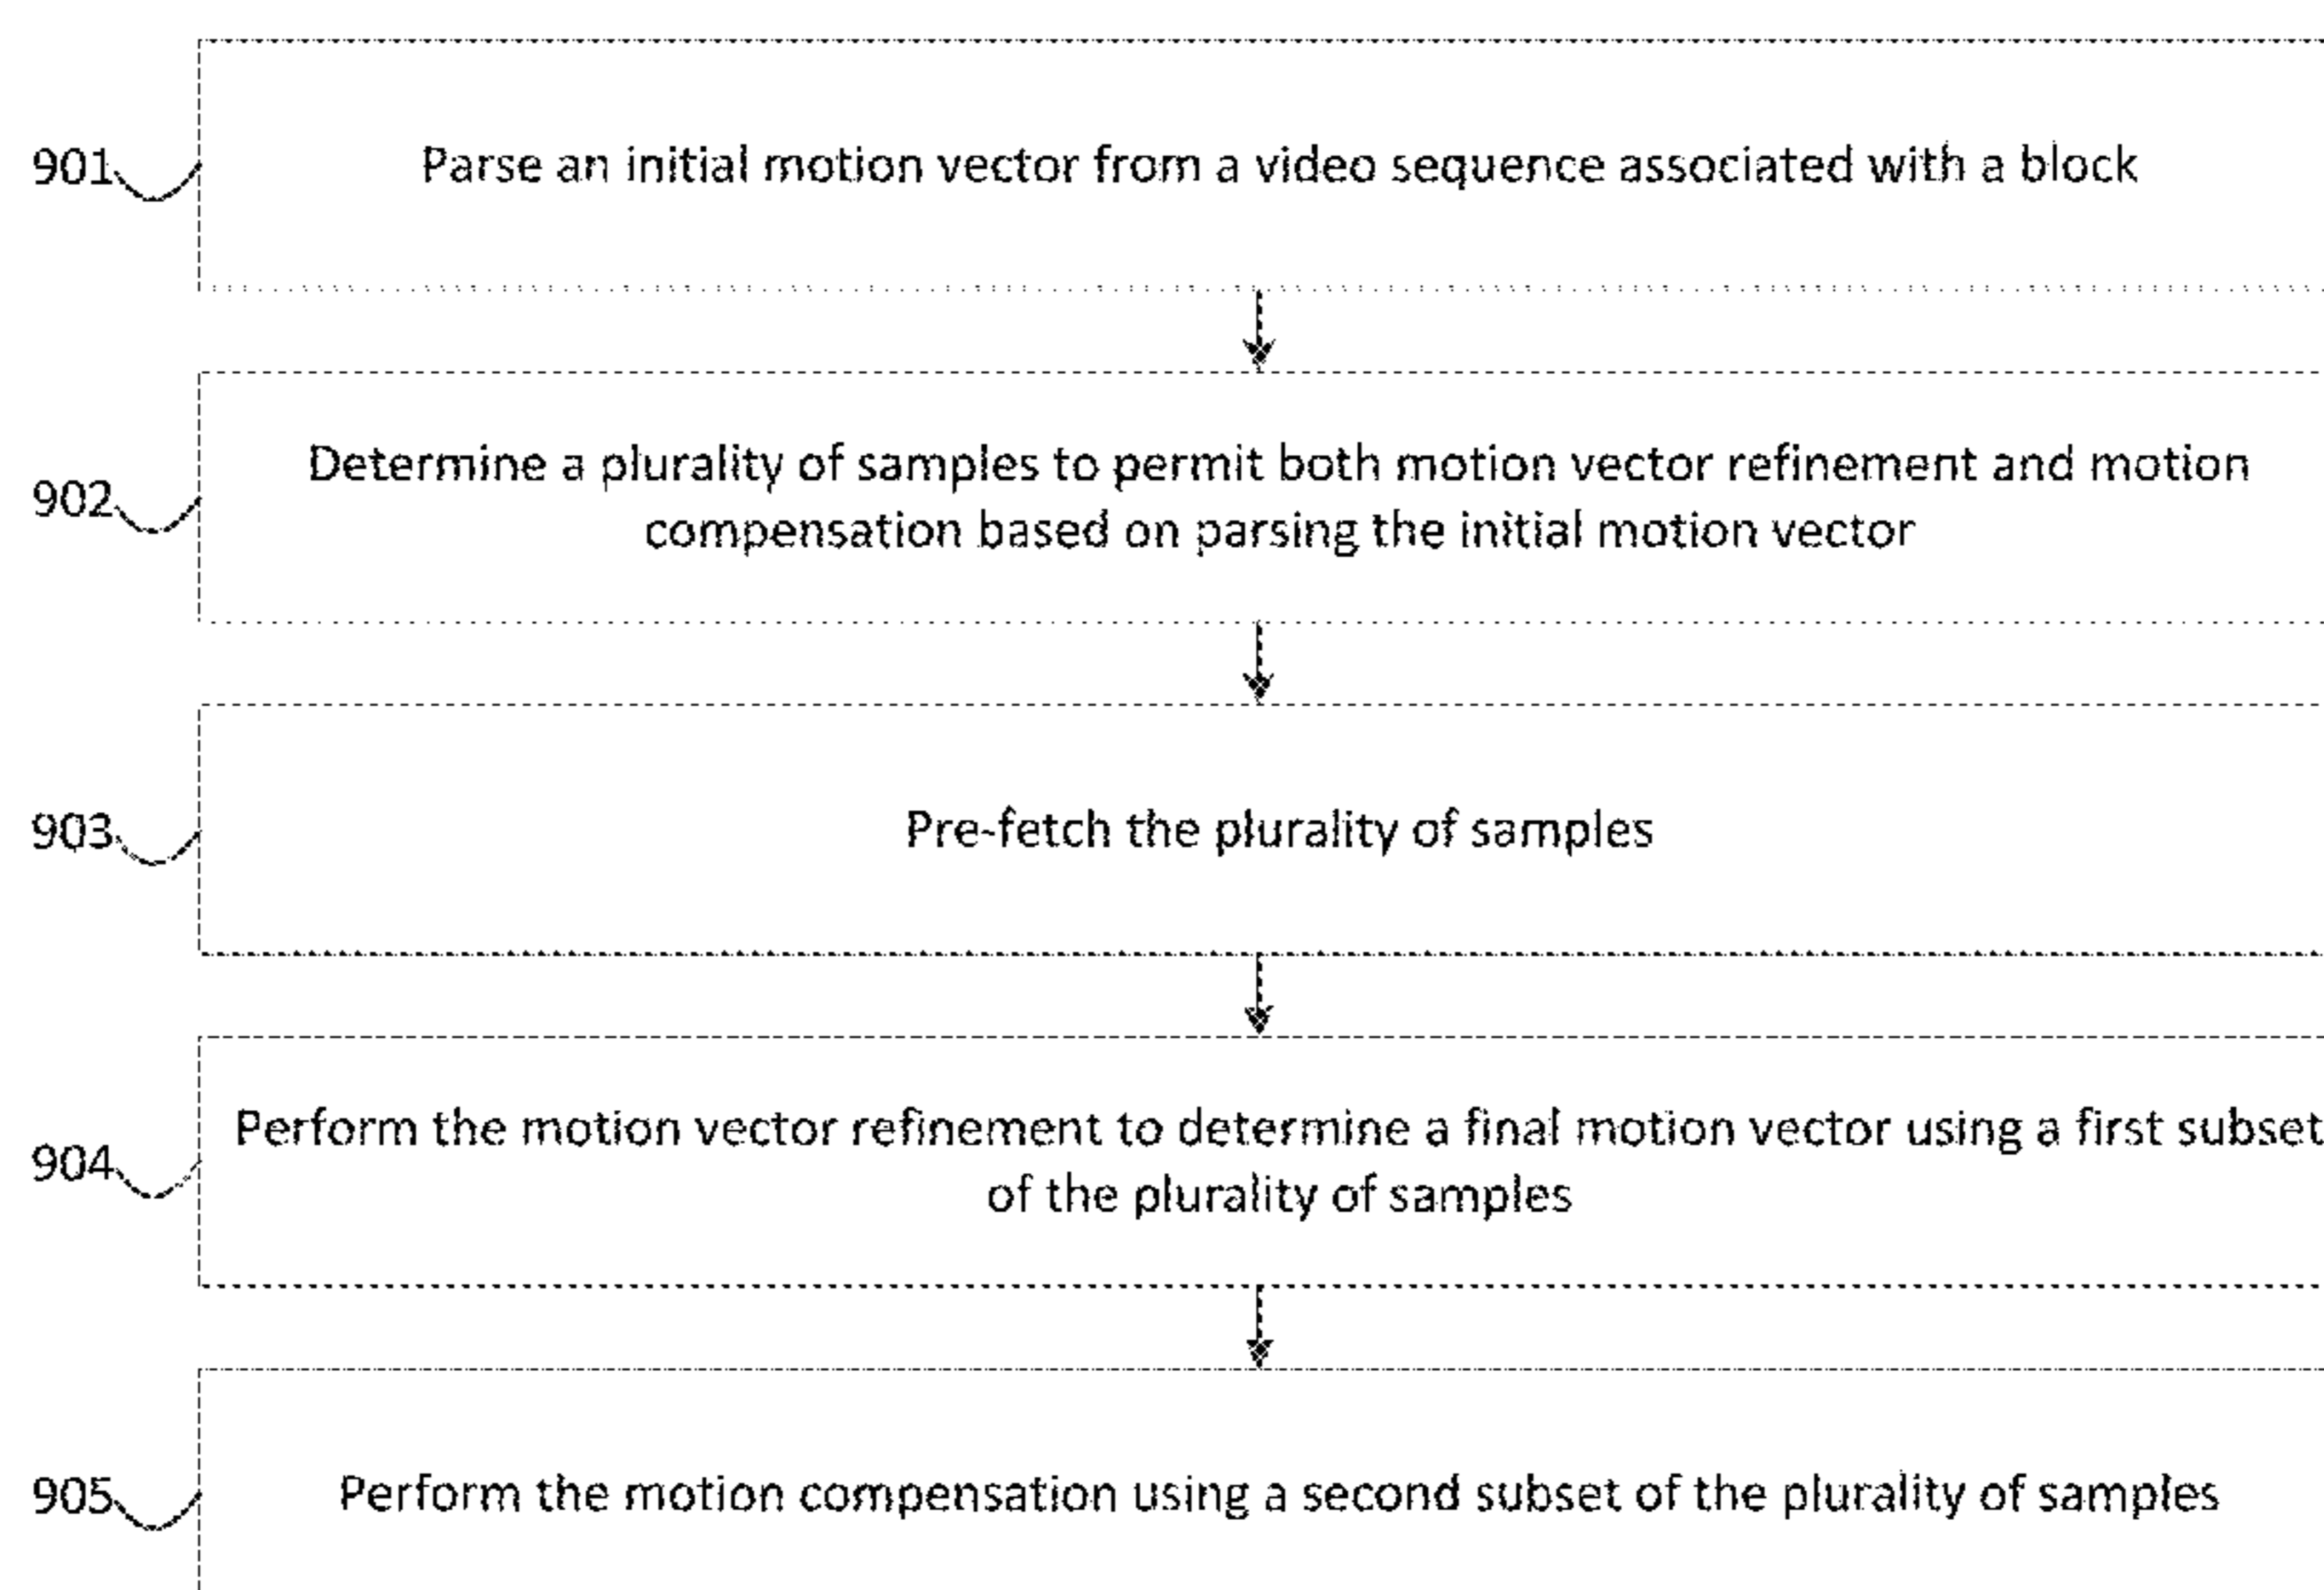 901
Parse an initial motion vector from a video sequence associated with a block
902
Determine a plurality of samples to permit both motion vector refinement and motion
compensation based on parsing the initial motion vector
903
Pre-fetch the plurality of samples
904
Perform the motion vector refinement to determine a final motion vector using a first subset
of the plurality of samples
905
Perform the motion compensation using a second subset of the plurality of samples